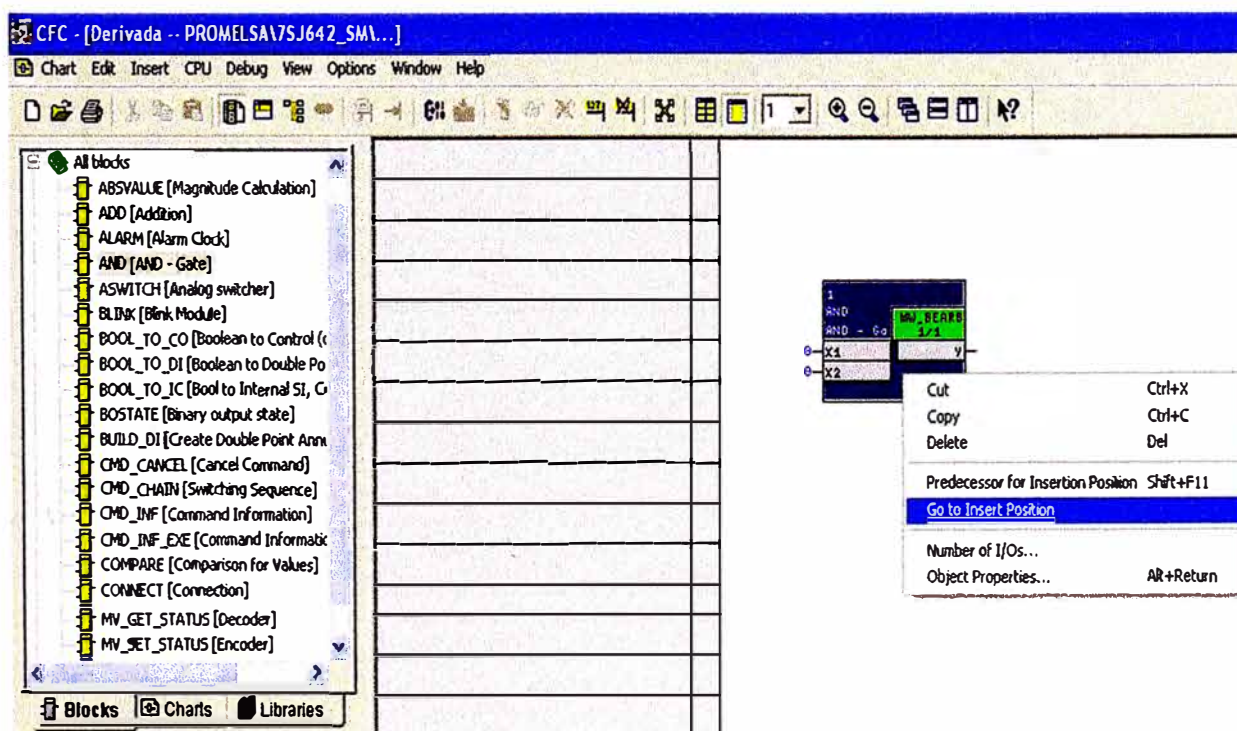 CFC - [Derivada -- PROMELSA\7SJ642_SM\...]
Chart Edit Insert CPU Debug View Options Window Help
1
All blocks
ABSVALUE [Magnitude Calculation]
ADD [Addition]
ALARM [Alarm Clock]
AND [AND - Gate]
ASWITCH [Analog switcher]
BLINK [Blink Module]
BOOL_TO_CO [Boolean to Control (c
BOOL_TO_DI [Boolean to Double Po
BOOL_TO_IC [Bool to Internal SI, C
BOSTATE [Binary output state]
BUILD_DI [Create Double Point Annu
CMD_CANCEL [Cancel Command]
CMD_CHAIN [Switching Sequence]
CMD_INF [Command Information]
CMD_INF_EXE [Command Informatic
COMPARE [Comparison for Values]
CONNECT [Connection]
MV_GET_STATUS [Decoder]
MV_SET_STATUS [Encoder]
Blocks Charts Libraries
1
AND
AND - Ga
MW_BEARB
1/1
0 X1 Y
0 X2
Cut Ctrl+X
Copy Ctrl+C
Delete Del
Predecessor for Insertion Position Shift+F11
Go to Insert Position
Number of I/Os...
Object Properties... Alt+Return